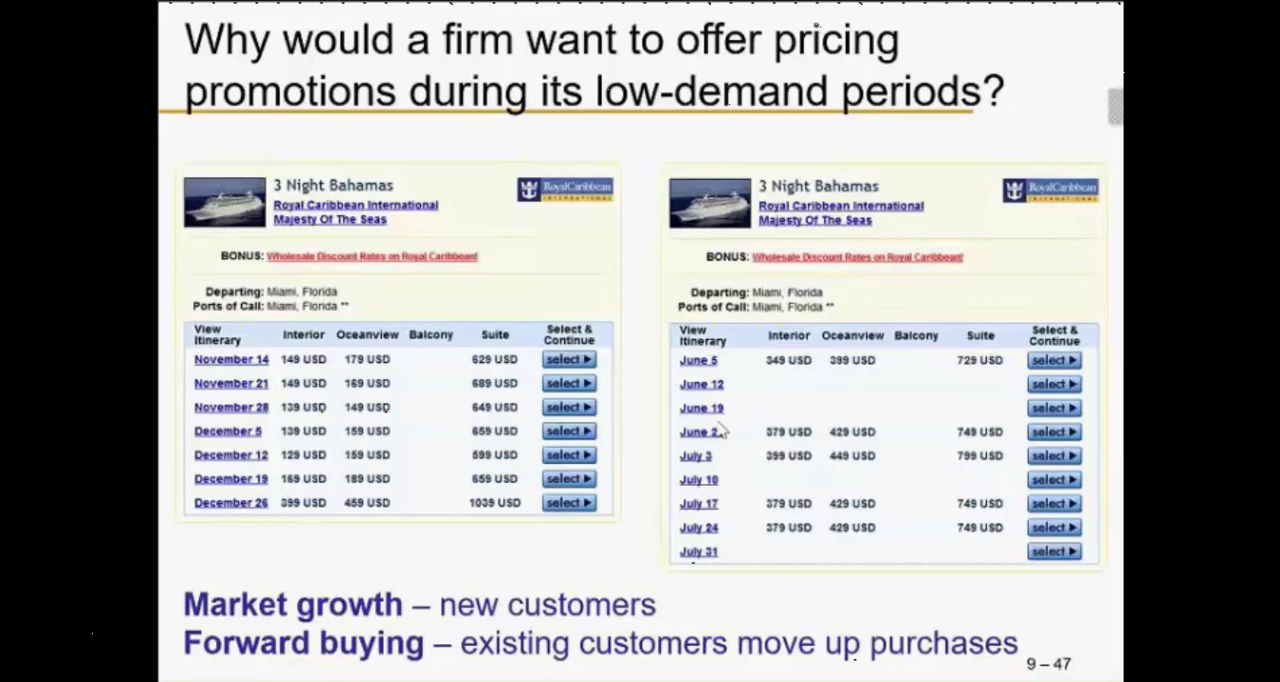 Why would a firm want to offer pricing
promotions during its low-demand periods?
3 Night Bahamas
Royal Caribbean International
Majesty Of The Seas
RoyalCaribbean
INTERNATIONAL
BONUS: Wholesale Discount Rates on Royal Caribbean!
Departing: Miami, Florida
Ports of Call: Miami, Florida **
View Itinerary Interior Oceanview Balcony Suite Select & Continue
November 14 149 USD 179 USD 629 USD select
November 21 149 USD 169 USD 689 USD select
November 28 139 USD 149 USD 649 USD select
December 5 139 USD 159 USD 659 USD select
December 12 129 USD 159 USD 599 USD select
December 19 169 USD 189 USD 659 USD select
December 26 399 USD 459 USD 1039 USD select
3 Night Bahamas
Royal Caribbean International
Majesty Of The Seas
RoyalCaribbean
INTERNATIONAL
BONUS: Wholesale Discount Rates on Royal Caribbean!
Departing: Miami, Florida
Ports of Call: Miami, Florida **
View Itinerary Interior Oceanview Balcony Suite Select & Continue
June 5 349 USD 399 USD 729 USD select
June 12 select
June 19 select
June 379 USD 429 USD 749 USD select
July 3 399 USD 449 USD 799 USD select
July 10 select
July 17 379 USD 429 USD 749 USD select
July 24 379 USD 429 USD 749 USD select
July 31 select
Market growth – new customers
Forward buying – existing customers move up purchases
9 – 47